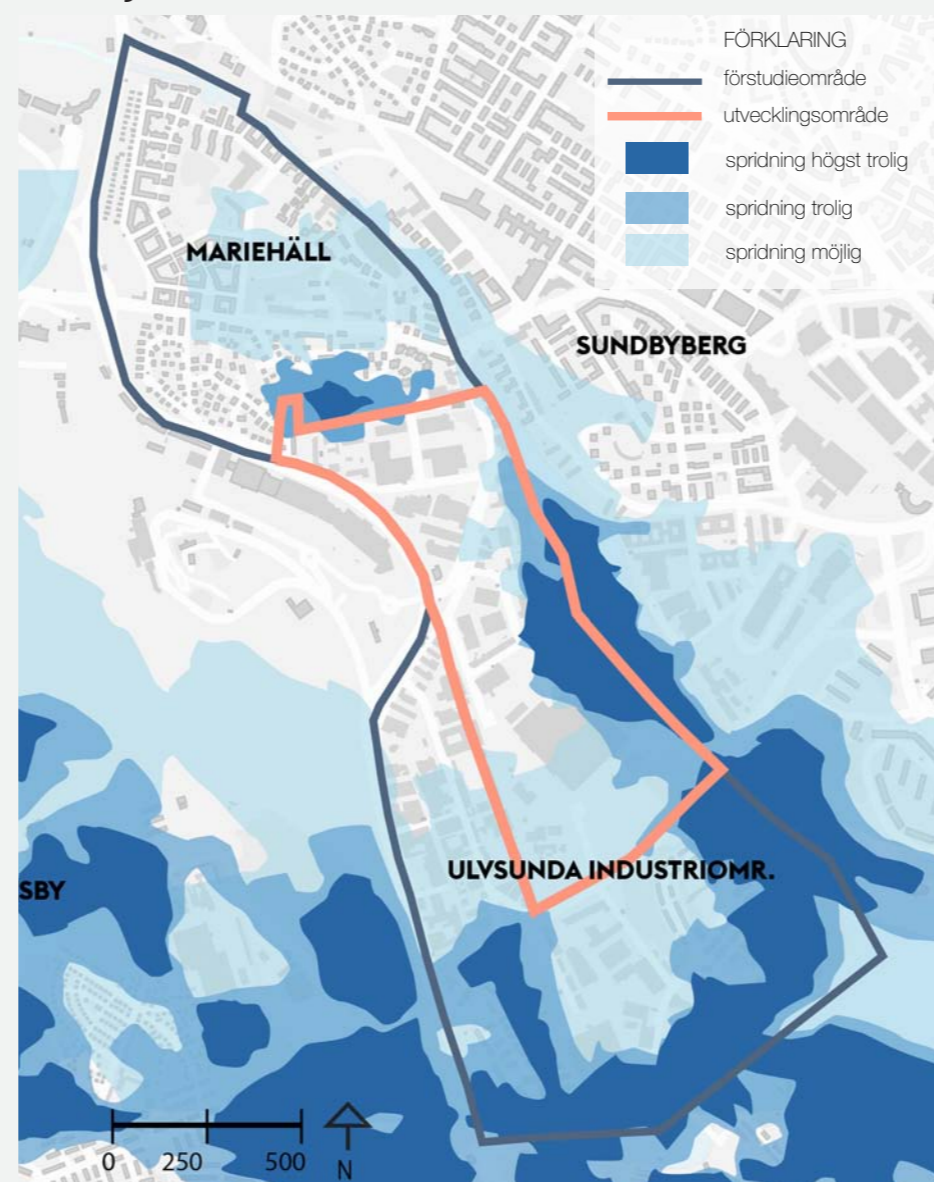 FÖRKLARING
förstudieområde
utvecklingsområde
spridning högst trolig
spridning trolig
spridning möjlig
MARIEHÄLL
SUNDBYBERG
ULVSUNDA INDUSTRIOMR.
SBY
0 250 500
N